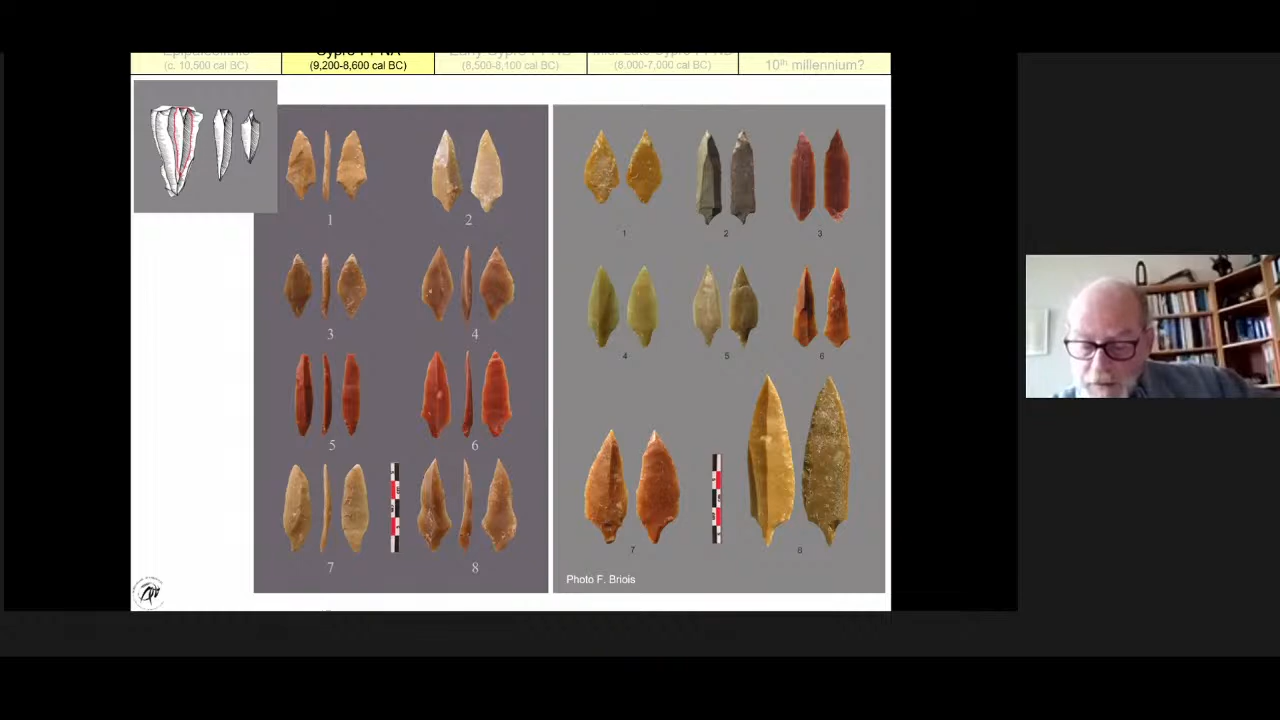 (c. 10,500 cal BC)
(9,200-8,600 cal BC)
(8,500-8,100 cal BC)
(8.000-7,000 cal BC)
10th millennium?
1
2
3
4
5
6
7
8
1
2
3
4
5
6
7
8
Photo F. Briois